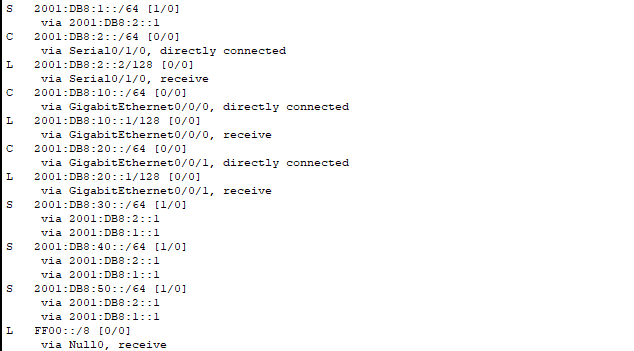 S   2001:DB8:1::/64 [1/0]
     via 2001:DB8:2::1
C   2001:DB8:2::/64 [0/0]
     via Serial0/1/0, directly connected
L   2001:DB8:2::2/128 [0/0]
     via Serial0/1/0, receive
C   2001:DB8:10::/64 [0/0]
     via GigabitEthernet0/0/0, directly connected
L   2001:DB8:10::1/128 [0/0]
     via GigabitEthernet0/0/0, receive
C   2001:DB8:20::/64 [0/0]
     via GigabitEthernet0/0/1, directly connected
L   2001:DB8:20::1/128 [0/0]
     via GigabitEthernet0/0/1, receive
S   2001:DB8:30::/64 [1/0]
     via 2001:DB8:2::1
     via 2001:DB8:1::1
S   2001:DB8:40::/64 [1/0]
     via 2001:DB8:2::1
     via 2001:DB8:1::1
S   2001:DB8:50::/64 [1/0]
     via 2001:DB8:2::1
     via 2001:DB8:1::1
L   FF00::/8 [0/0]
     via Null0, receive